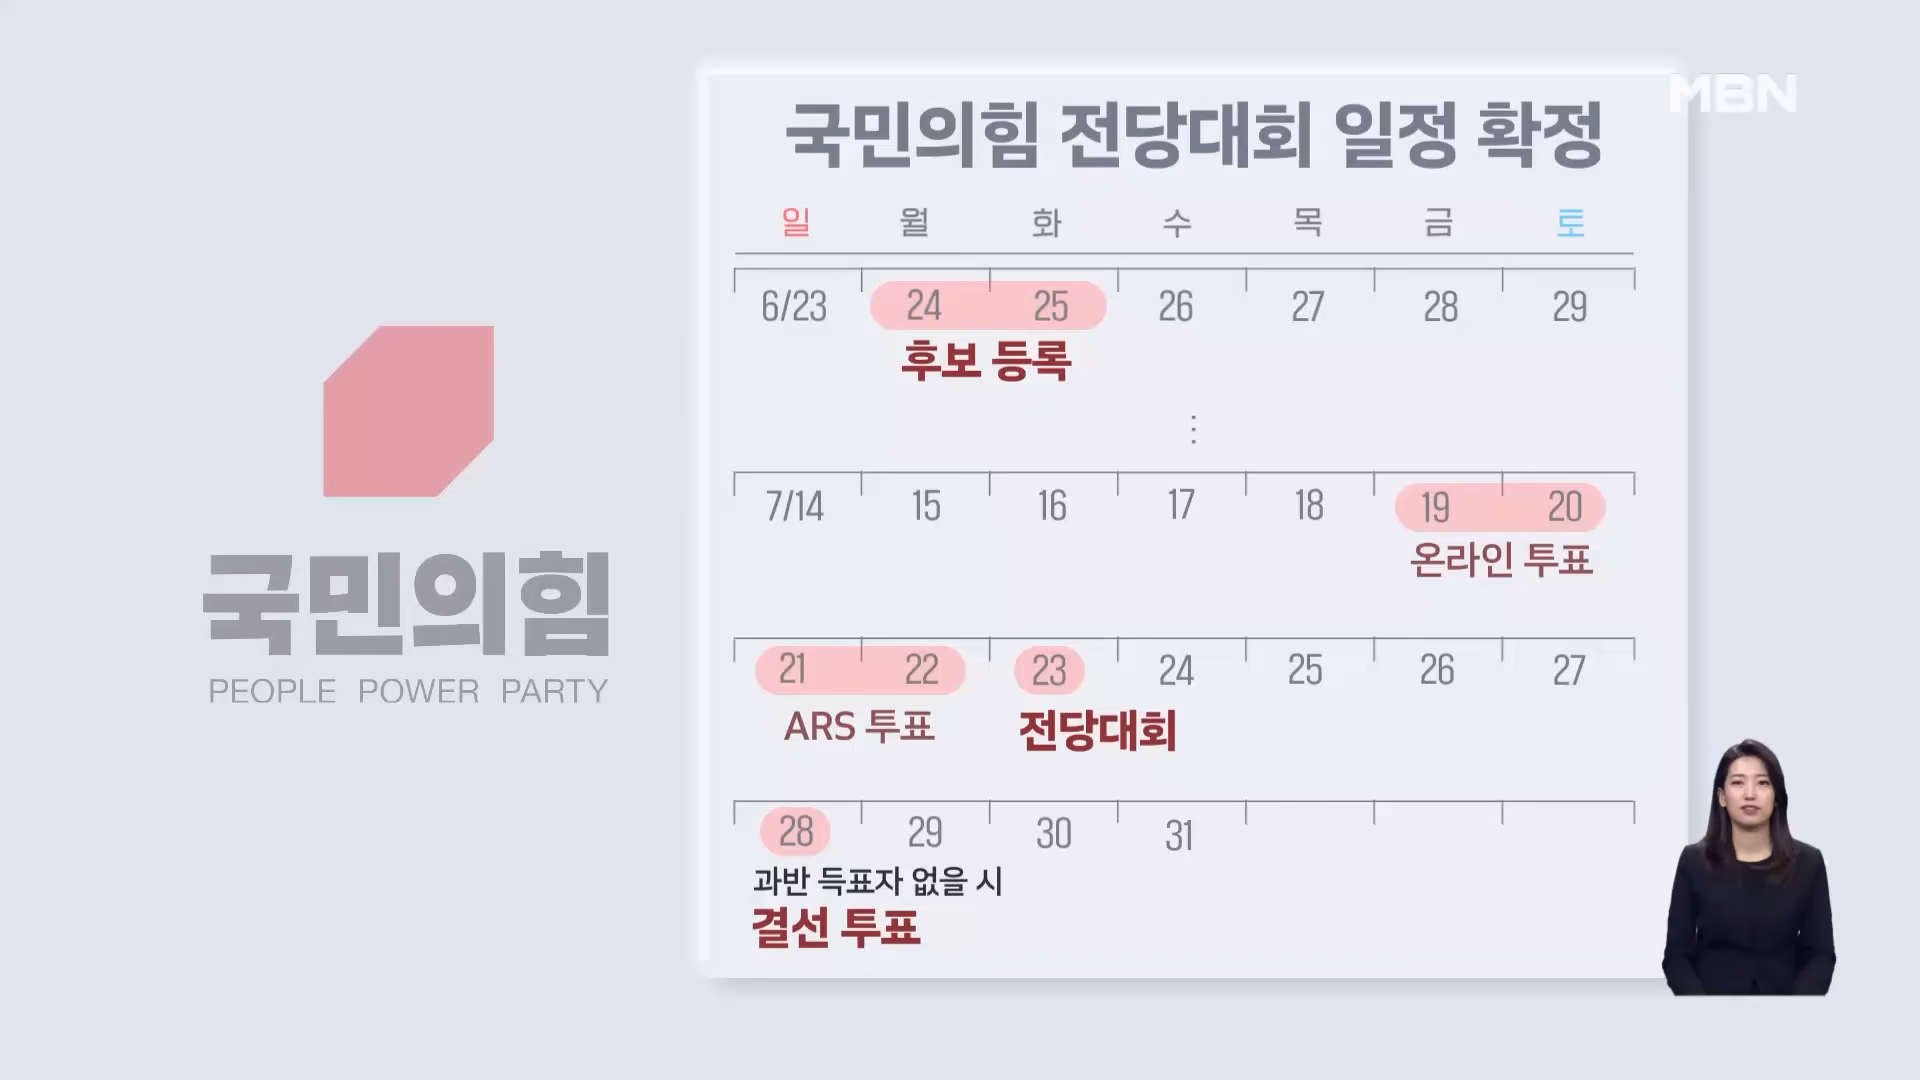 MBN
국민의힘 전당대회 일정 확정
일 월 화 수 목 금 토
6/23 24 25 26 27 28 29
후보 등록
⋮
7/14 15 16 17 18 19 20
온라인 투표
21 22 23 24 25 26 27
ARS 투표 전당대회
28 29 30 31
과반 득표자 없을 시
결선 투표
국민의힘
PEOPLE POWER PARTY